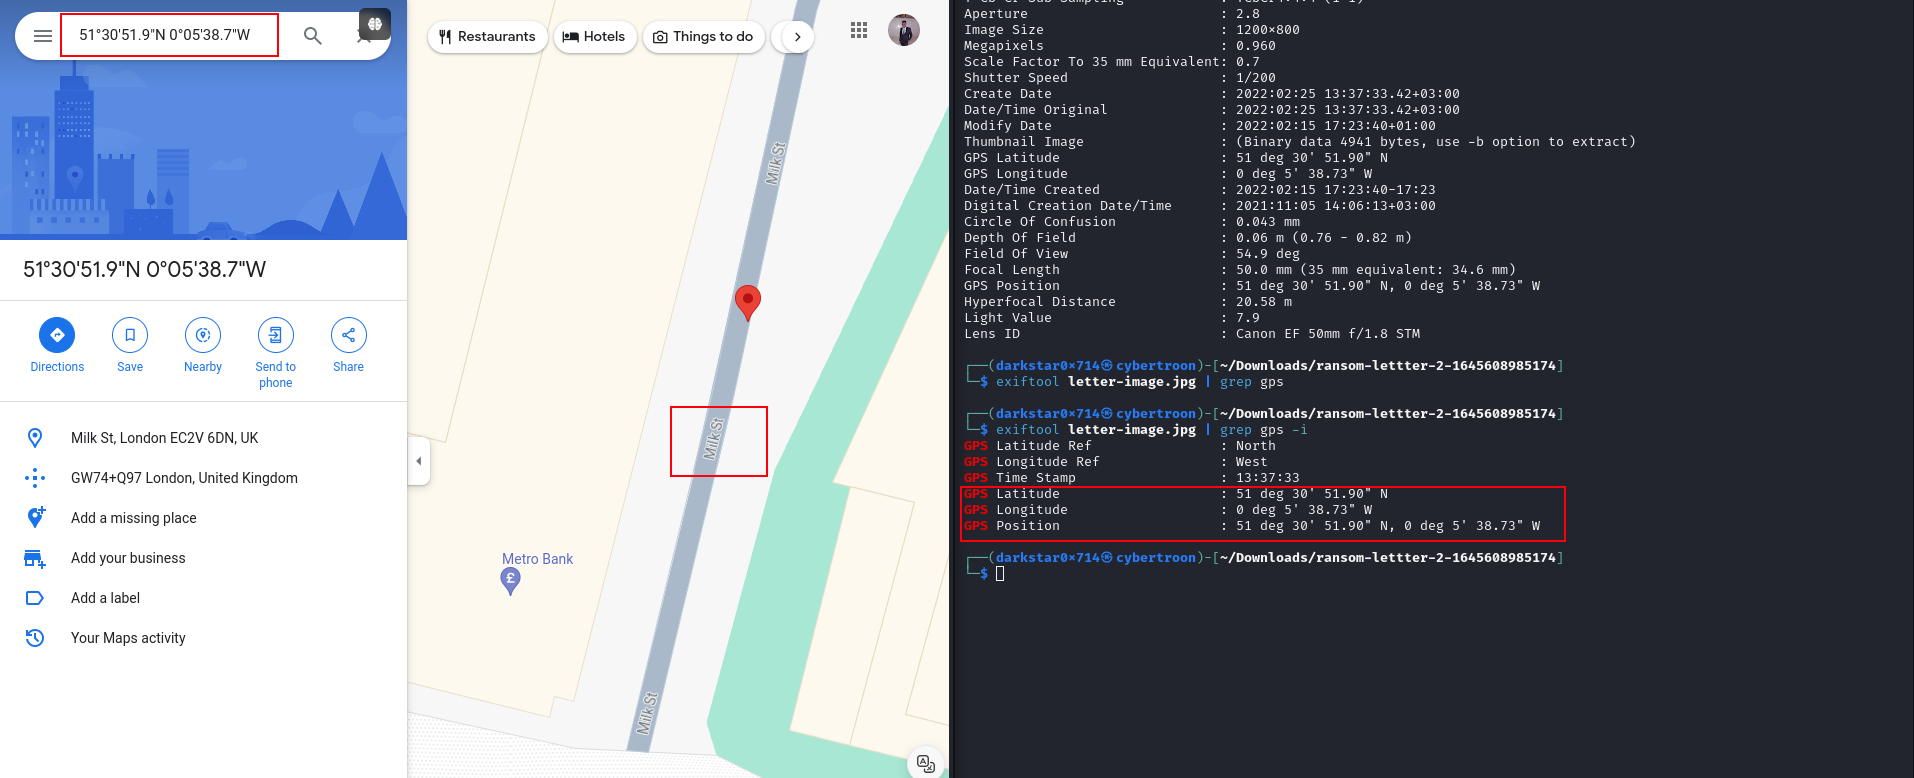 51°30'51.9"N 0°05'38.7"W
51°30'51.9"N 0°05'38.7"W
Directions
Save
Nearby
Send to
phone
Share
Milk St, London EC2V 6DN, UK
GW74+Q97 London, United Kingdom
Add a missing place
Add your business
Add a label
Your Maps activity
Restaurants
Hotels
Things to do
Milk St
Milk St
Milk St
Metro Bank
Aperture : 2.8
Image Size : 1200×800
Megapixels : 0.960
Scale Factor To 35 mm Equivalent: 0.7
Shutter Speed : 1/200
Create Date : 2022:02:25 13:37:33.42+03:00
Date/Time Original : 2022:02:25 13:37:33.42+03:00
Modify Date : 2022:02:15 17:23:40+01:00
Thumbnail Image : (Binary data 4941 bytes, use -b option to extract)
GPS Latitude : 51 deg 30' 51.90" N
GPS Longitude : 0 deg 5' 38.73" W
Date/Time Created : 2022:02:15 17:23:40-17:23
Digital Creation Date/Time : 2021:11:05 14:06:13+03:00
Circle Of Confusion : 0.043 mm
Depth Of Field : 0.06 m (0.76 - 0.82 m)
Field Of View : 54.9 deg
Focal Length : 50.0 mm (35 mm equivalent: 34.6 mm)
GPS Position : 51 deg 30' 51.90" N, 0 deg 5' 38.73" W
Hyperfocal Distance : 20.58 m
Light Value : 7.9
Lens ID : Canon EF 50mm f/1.8 STM
┌──(darkstar0×714㉿cybertroon)-[~/Downloads/ransom-lettter-2-1645608985174]
└─$ exiftool letter-image.jpg | grep gps
┌──(darkstar0×714㉿cybertroon)-[~/Downloads/ransom-lettter-2-1645608985174]
└─$ exiftool letter-image.jpg | grep gps -i
GPS Latitude Ref : North
GPS Longitude Ref : West
GPS Time Stamp : 13:37:33
GPS Latitude : 51 deg 30' 51.90" N
GPS Longitude : 0 deg 5' 38.73" W
GPS Position : 51 deg 30' 51.90" N, 0 deg 5' 38.73" W
┌──(darkstar0×714㉿cybertroon)-[~/Downloads/ransom-lettter-2-1645608985174]
└─$